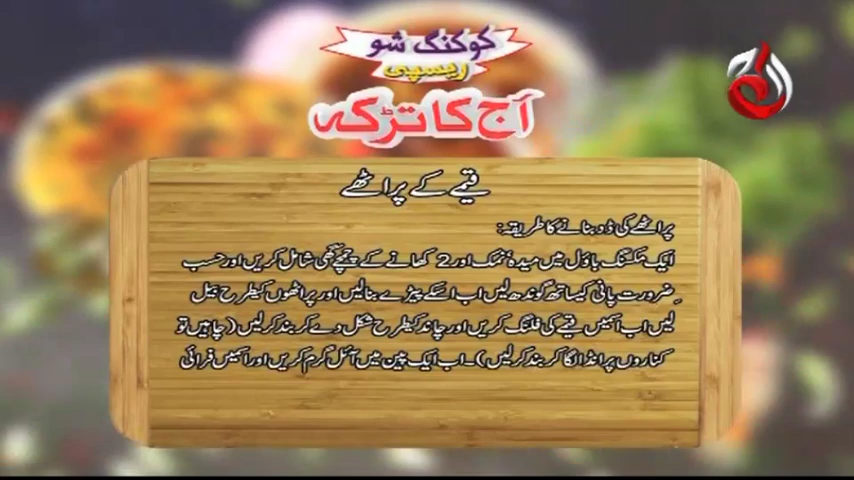 کوکنگ شو
ریسپی
آج کا تڑکہ
قیمے کے پراٹھے
پراٹھے کی ڈو بنانے کا طریقہ:
ایک مکسنگ باؤل میں میدہ نمک اور 2 کھانے کے چمچے گھی شامل کریں اور حسب
ضرورت پانی کیساتھ گوندھ لیں اب اسکے پیڑے بنالیں اور پراٹھوں کیطرح بیل
لیں اب اسمیں قیمے کی فلنگ کریں اور چاند کیطرح شکل دے کر بند کرلیں (چاہیں تو
کناروں پر انڈا لگا کر بند کرلیں)۔ اب ایک پین میں آئل گرم کریں اور اسمیں فرائی